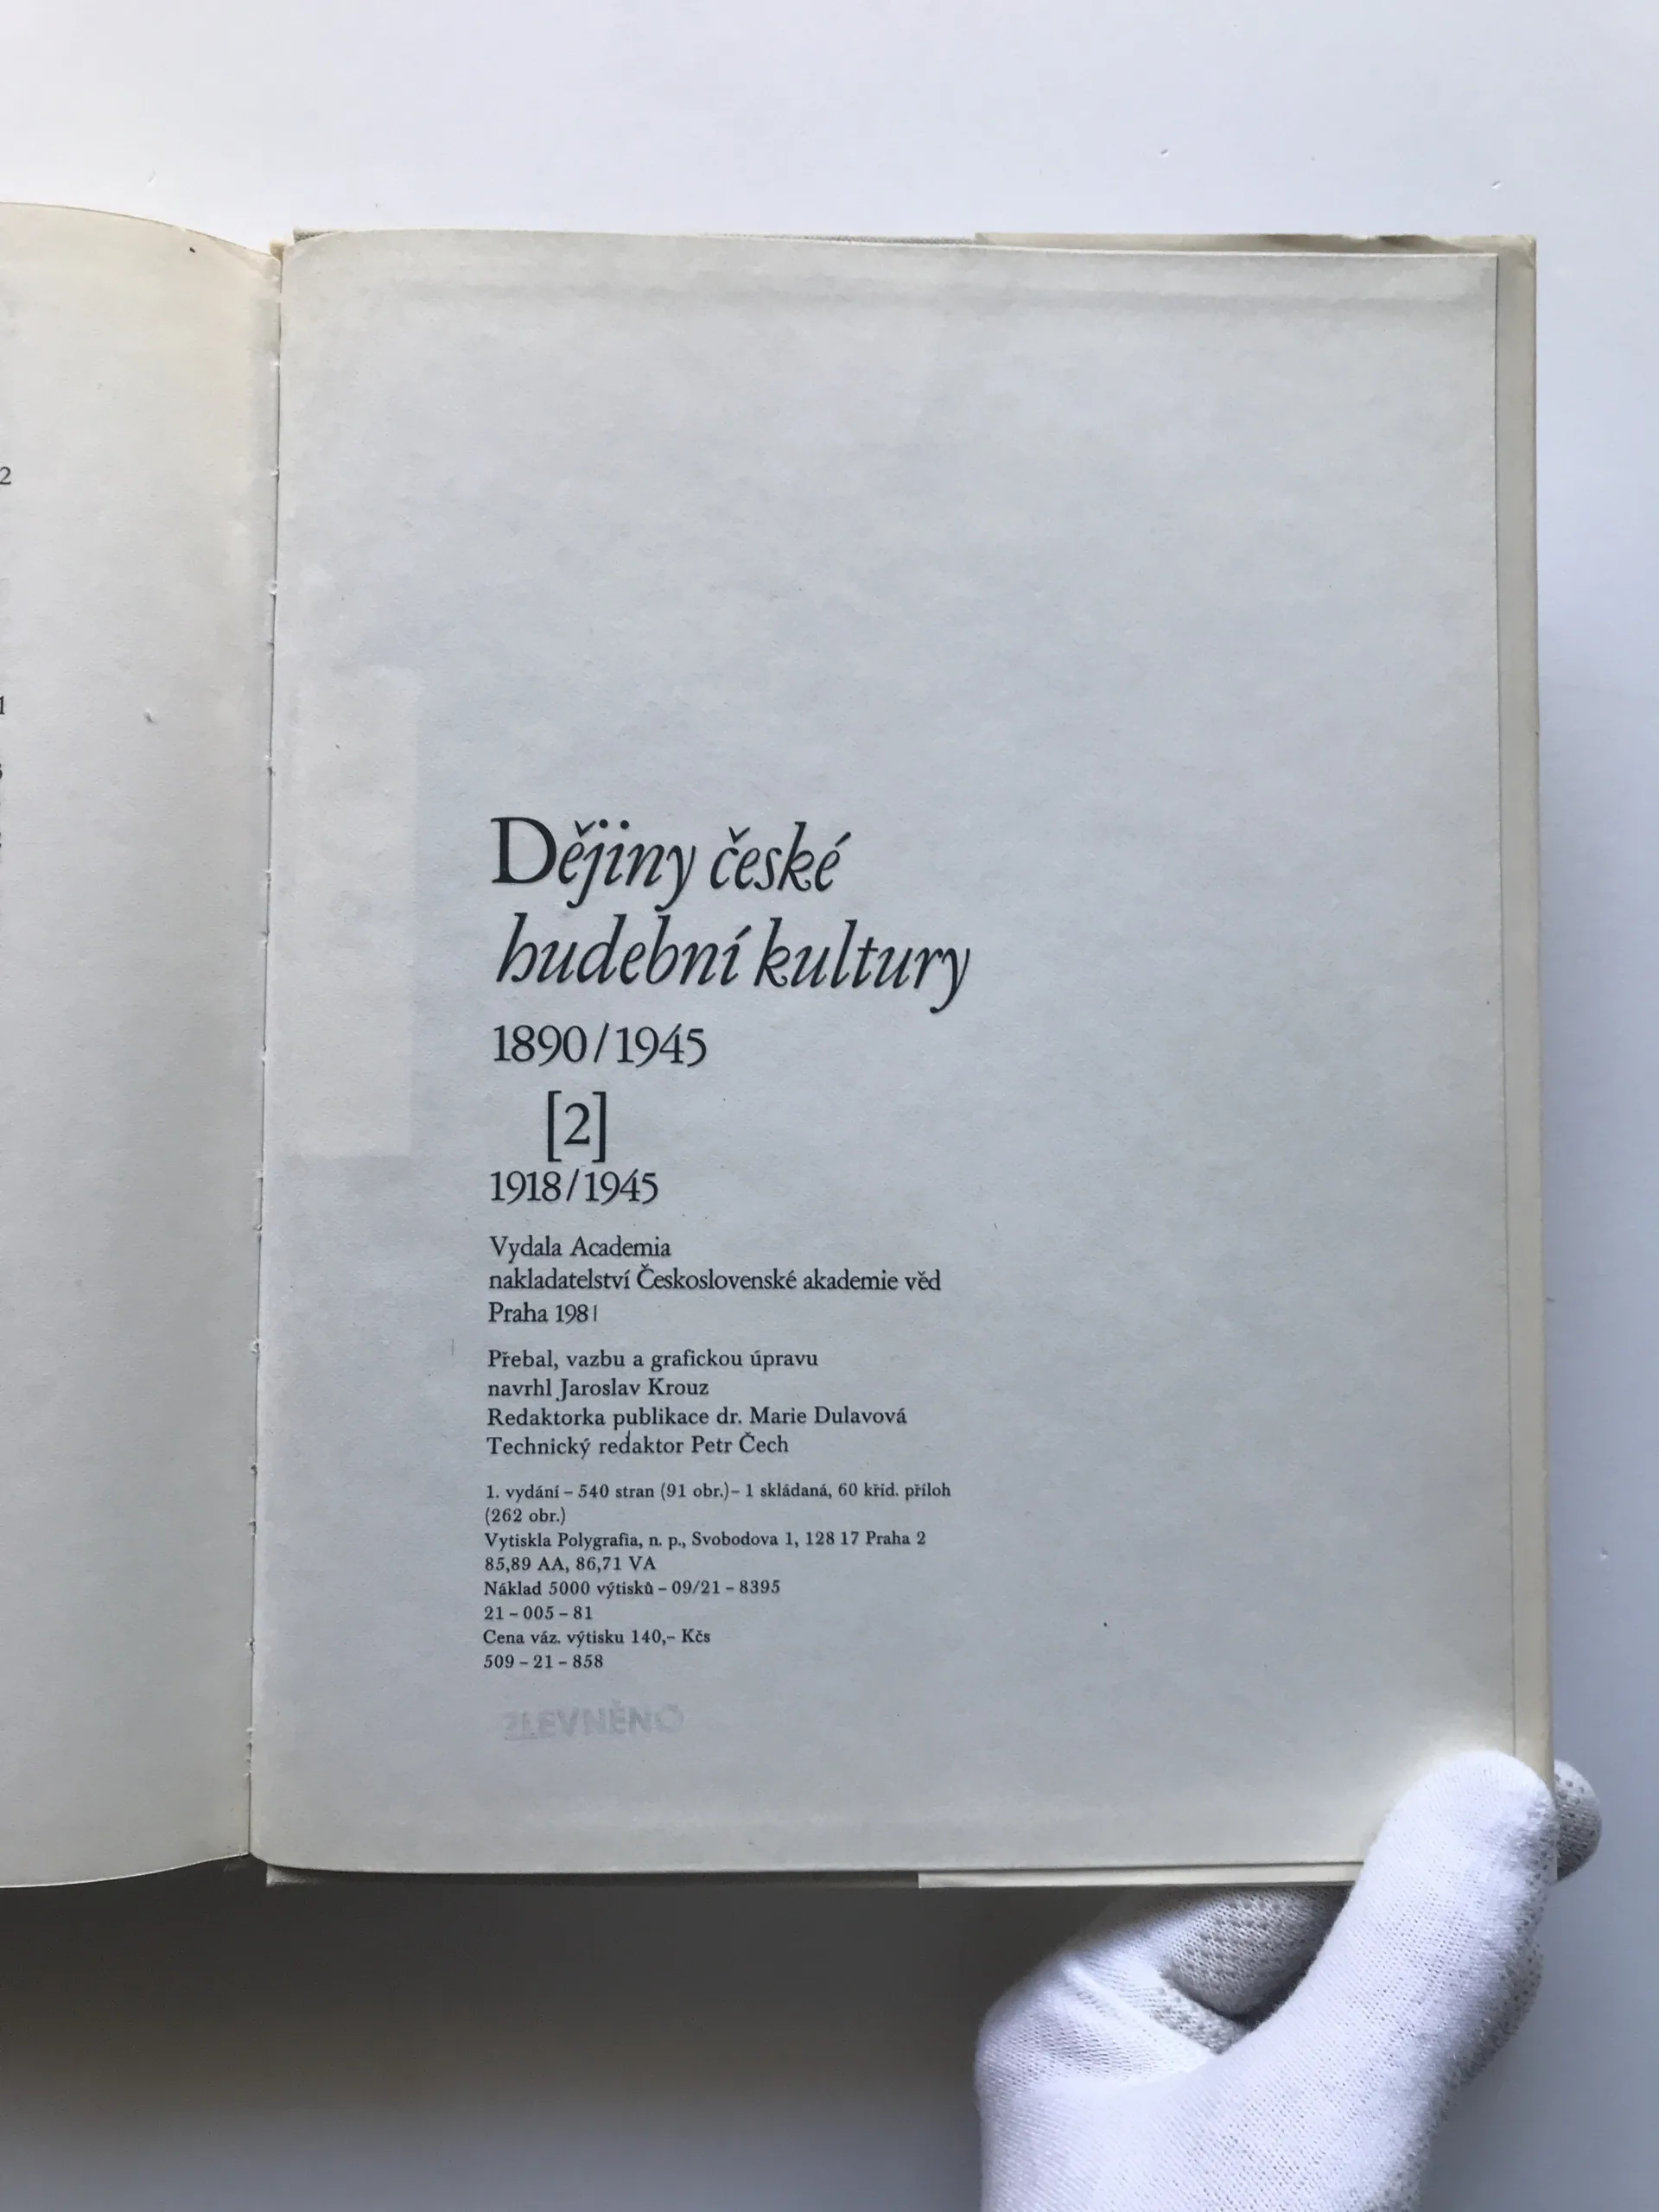 Dějiny české
hudební kultury
1890/1945
[2]
1918/1945
Vydala Academia
nakladatelství Československé akademie věd
Praha 1981
Přebal, vazbu a grafickou úpravu
navrhl Jaroslav Krouz
Redaktorka publikace dr. Marie Dulavová
Technický redaktor Petr Čech
1. vydání – 540 stran (91 obr.)– 1 skládaná, 60 kříd. příloh
(262 obr.)
Vytiskla Polygrafia, n. p., Svobodova 1, 128 17 Praha 2
85,89 AA, 86,71 VA
Náklad 5000 výtisků – 09/21 – 8395
21 – 005 – 81
Cena váz. výtisku 140,– Kčs
509 – 21 – 858
ZLEVNĚNO